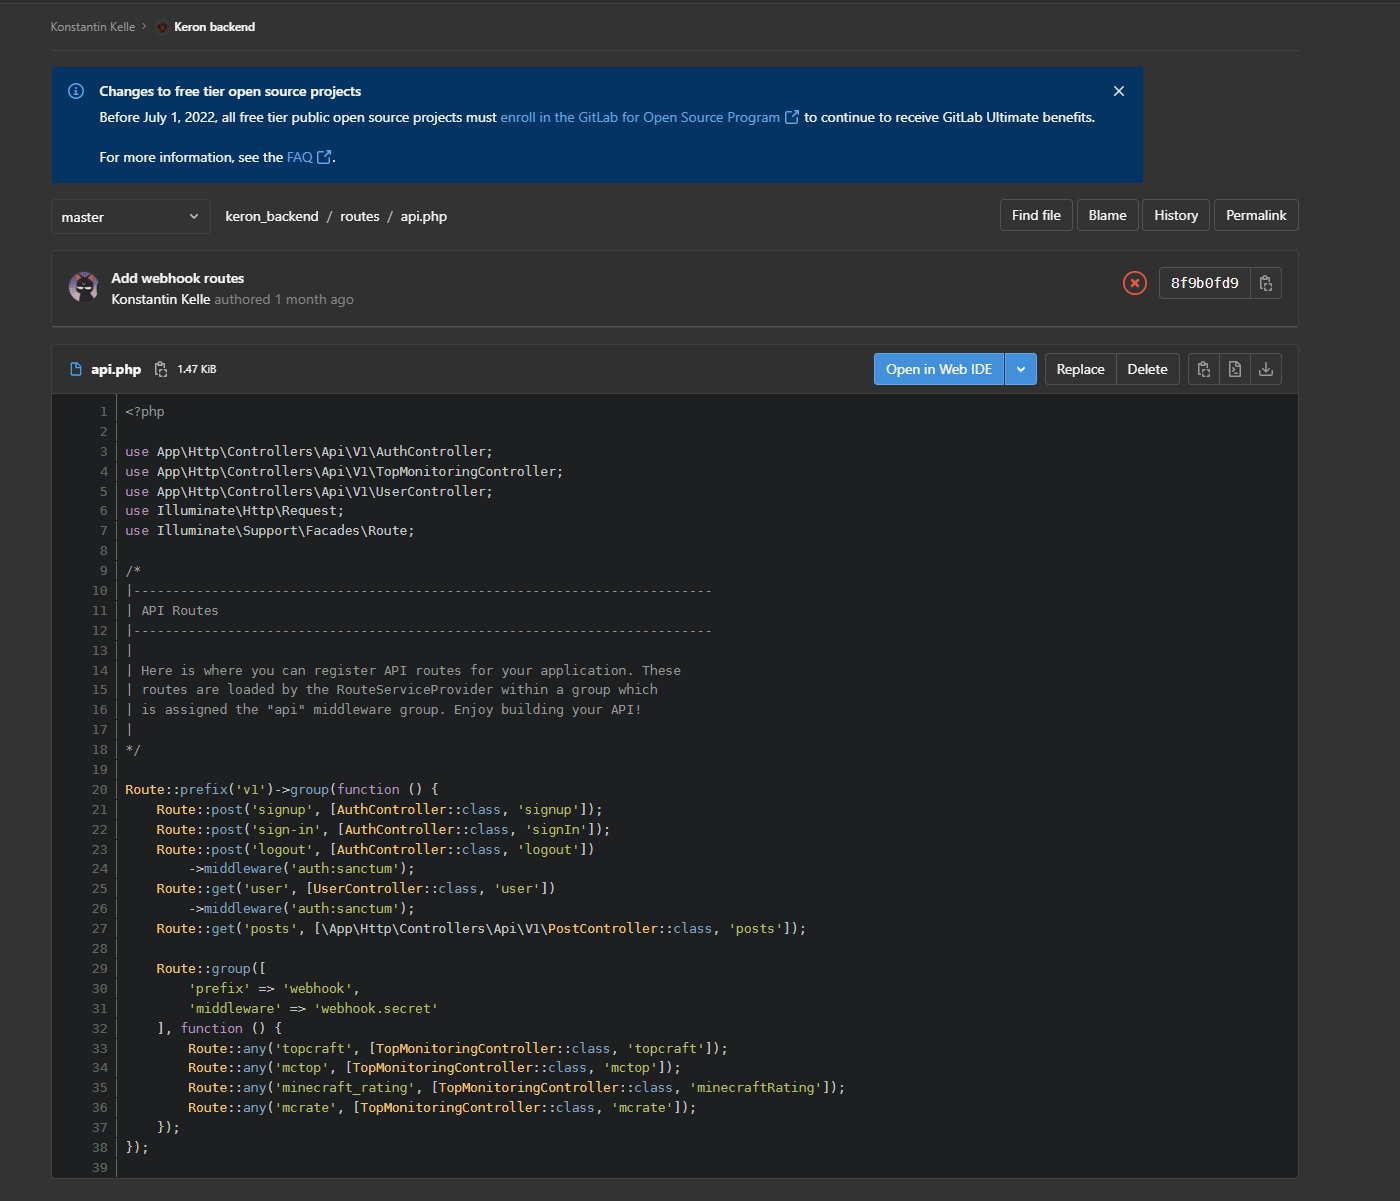 Konstantin Kelle › Keron backend
Changes to free tier open source projects
Before July 1, 2022, all free tier public open source projects must enroll in the GitLab for Open Source Program to continue to receive GitLab Ultimate benefits.
For more information, see the FAQ .
master keron_backend / routes / api.php Find file Blame History Permalink
Add webhook routes
Konstantin Kelle authored 1 month ago
8f9b0fd9
api.php 1.47 KiB Open in Web IDE Replace Delete
1 <?php
2
3 use App\Http\Controllers\Api\V1\AuthController;
4 use App\Http\Controllers\Api\V1\TopMonitoringController;
5 use App\Http\Controllers\Api\V1\UserController;
6 use Illuminate\Http\Request;
7 use Illuminate\Support\Facades\Route;
8
9 /*
10 |--------------------------------------------------------------------------
11 | API Routes
12 |--------------------------------------------------------------------------
13 |
14 | Here is where you can register API routes for your application. These
15 | routes are loaded by the RouteServiceProvider within a group which
16 | is assigned the "api" middleware group. Enjoy building your API!
17 |
18 */
19
20 Route::prefix('v1')->group(function () {
21     Route::post('signup', [AuthController::class, 'signup']);
22     Route::post('sign-in', [AuthController::class, 'signIn']);
23     Route::post('logout', [AuthController::class, 'logout'])
24         ->middleware('auth:sanctum');
25     Route::get('user', [UserController::class, 'user'])
26         ->middleware('auth:sanctum');
27     Route::get('posts', [\App\Http\Controllers\Api\V1\PostController::class, 'posts']);
28
29     Route::group([
30         'prefix' => 'webhook',
31         'middleware' => 'webhook.secret'
32     ], function () {
33         Route::any('topcraft', [TopMonitoringController::class, 'topcraft']);
34         Route::any('mctop', [TopMonitoringController::class, 'mctop']);
35         Route::any('minecraft_rating', [TopMonitoringController::class, 'minecraftRating']);
36         Route::any('mcrate', [TopMonitoringController::class, 'mcrate']);
37     });
38 });
39